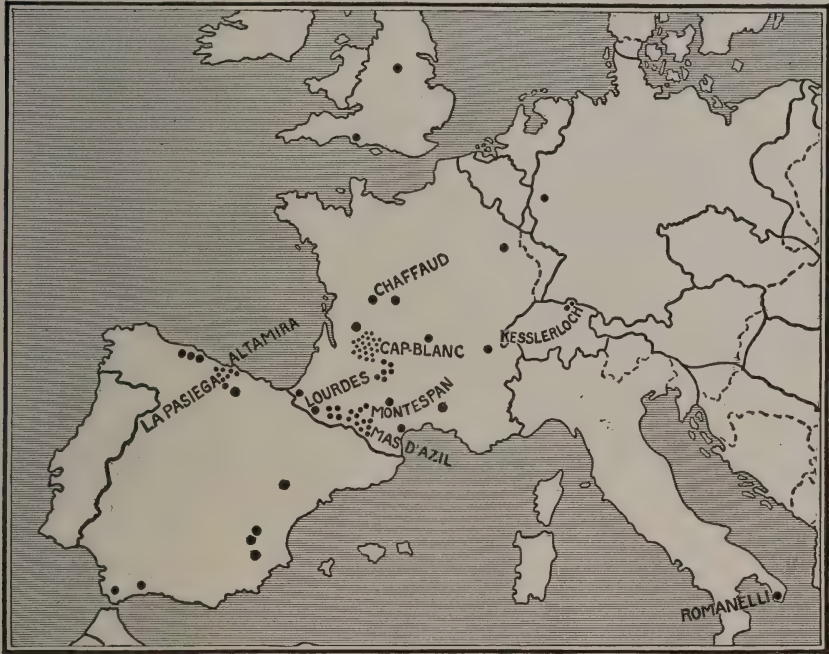 CHAFFAUD
KESSLERLOCH
CAP-BLANC
ALTAMIRA
LA PASIEGA
LOURDES
MONTESPAN
MAS D'AZIL
ROMANELLI